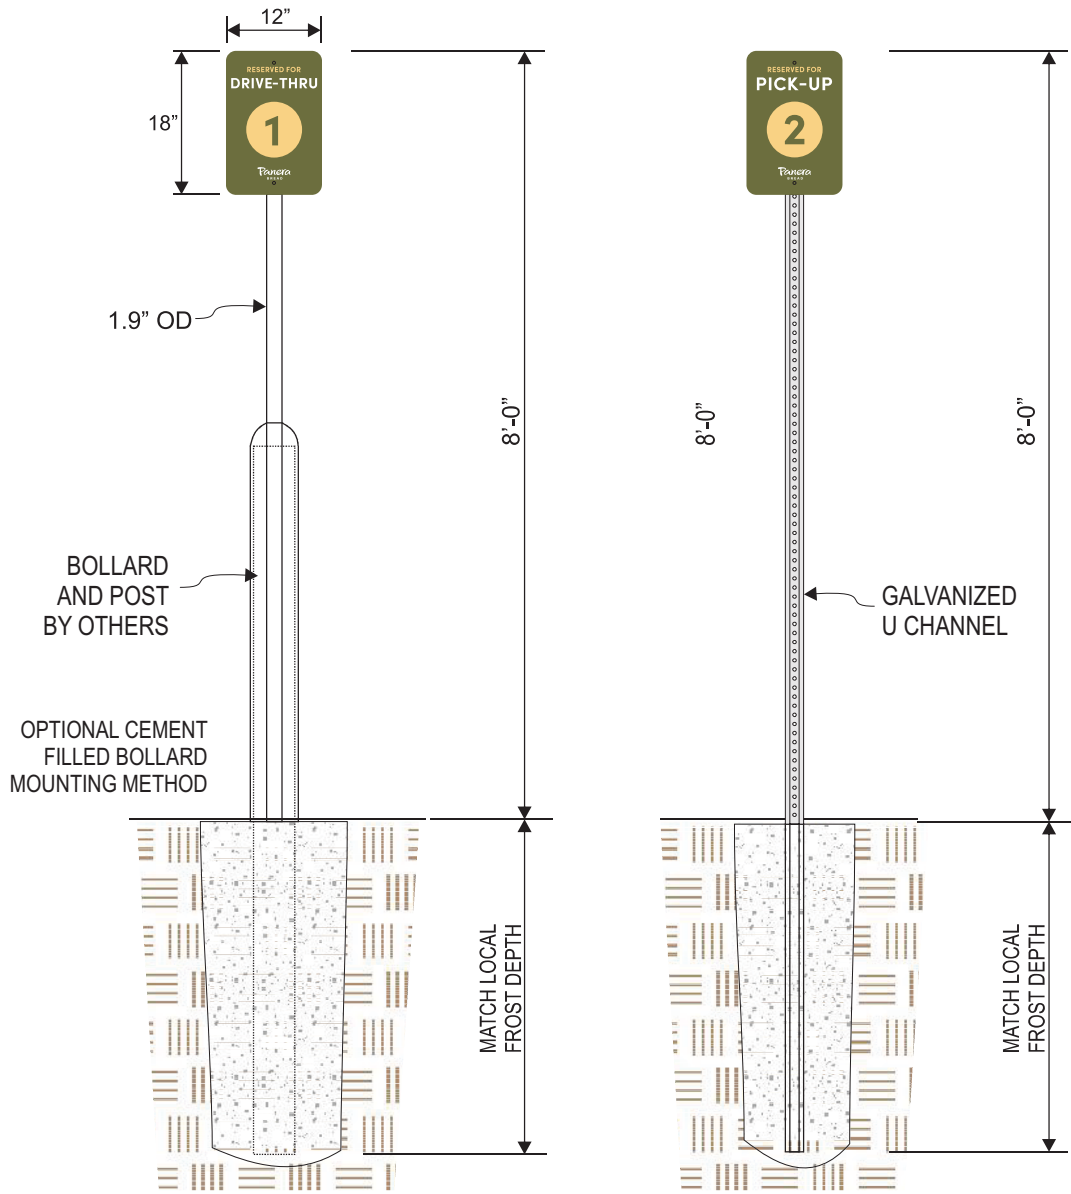 12”
RESERVED FOR
DRIVE-THRU
1
Panera
BREAD
18”
1.9” OD
8’-0”
BOLLARD
AND POST
BY OTHERS
OPTIONAL CEMENT
FILLED BOLLARD
MOUNTING METHOD
MATCH LOCAL
FROST DEPTH
RESERVED FOR
PICK-UP
2
Panera
BREAD
8’-0”
8’-0”
GALVANIZED
U CHANNEL
MATCH LOCAL
FROST DEPTH